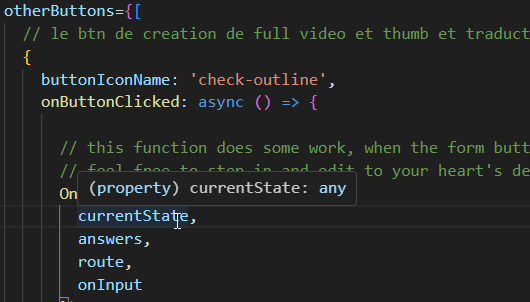 otherButtons={[
// le btn de creation de full video et thumb et traduct
{
buttonIconName: 'check-outline',
onButtonClicked: async () => {
// this function does some work, when the form butt
// feel free to step in and edit to your heart's de
On
(property) currentState: any
currentState,
answers,
route,
onInput